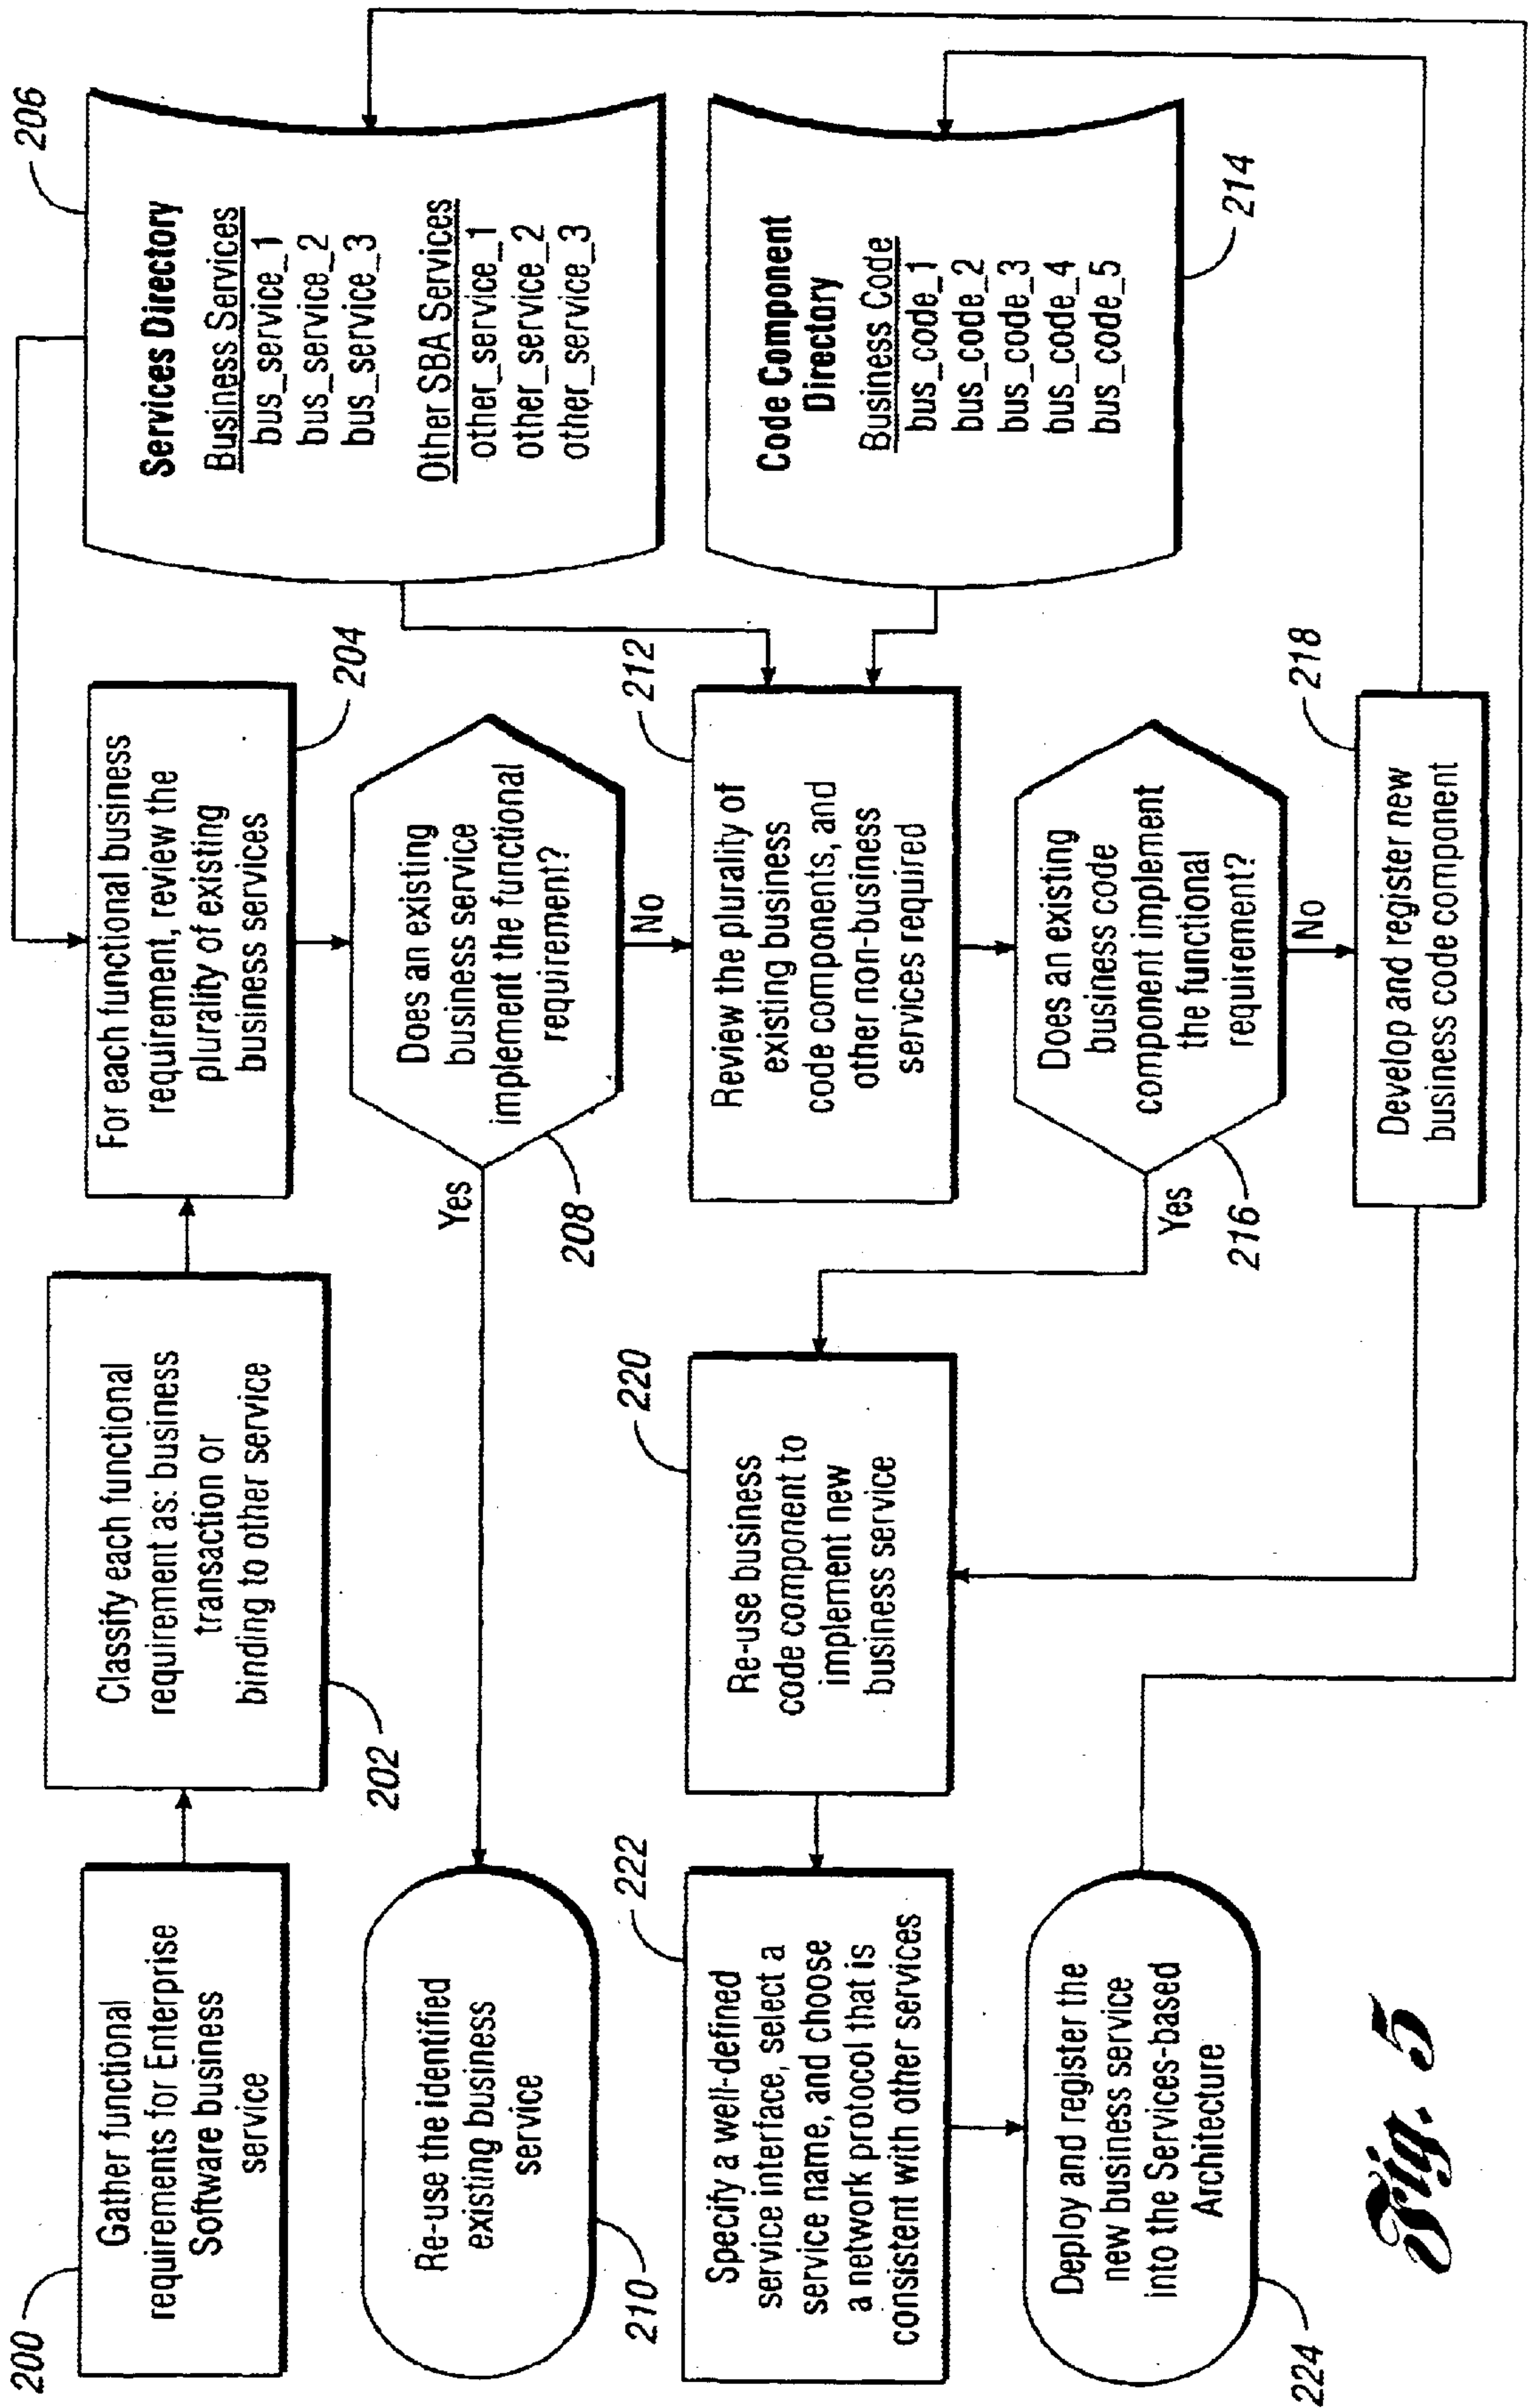 200
Gather functional
requirements for Enterprise
Software business
service
Classify each functional
requirement as: business
transaction or
binding to other service
202
For each functional business
requirement, review the
plurality of existing
business services
204
206
Services Directory
Business Services
bus_service_1
bus_service_2
bus_service_3
Other SBA Services
other_service_1
other_service_2
other_service_3
Re-use the identified
existing business
service
210
Yes
Does an existing
business service
implement the functional
requirement?
208
No
212
Review the plurality of
existing business
code components, and
other non-business
services required
Code Component
Directory
Business Code
bus_code_1
bus_code_2
bus_code_3
bus_code_4
bus_code_5
214
222
Specify a well-defined
service interface, select a
service name, and choose
a network protocol that is
consistent with other services
220
Re-use business
code component to
implement new
business service
Yes
Does an existing
business code
component implement
the functional
requirement?
216
No
218
Develop and register new
business code component
Deploy and register the
new business service
into the Services-based
Architecture
224
Fig. 5